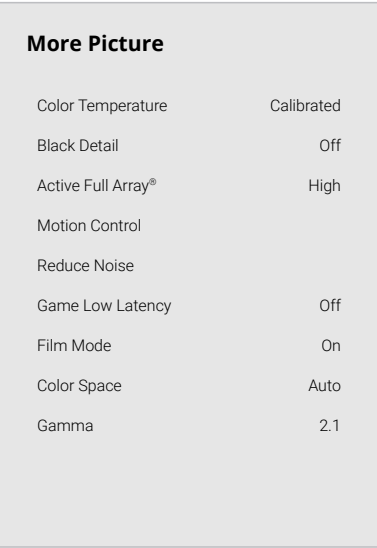 More Picture
Color Temperature Calibrated
Black Detail Off
Active Full Array® High
Motion Control
Reduce Noise
Game Low Latency Off
Film Mode On
Color Space Auto
Gamma 2.1